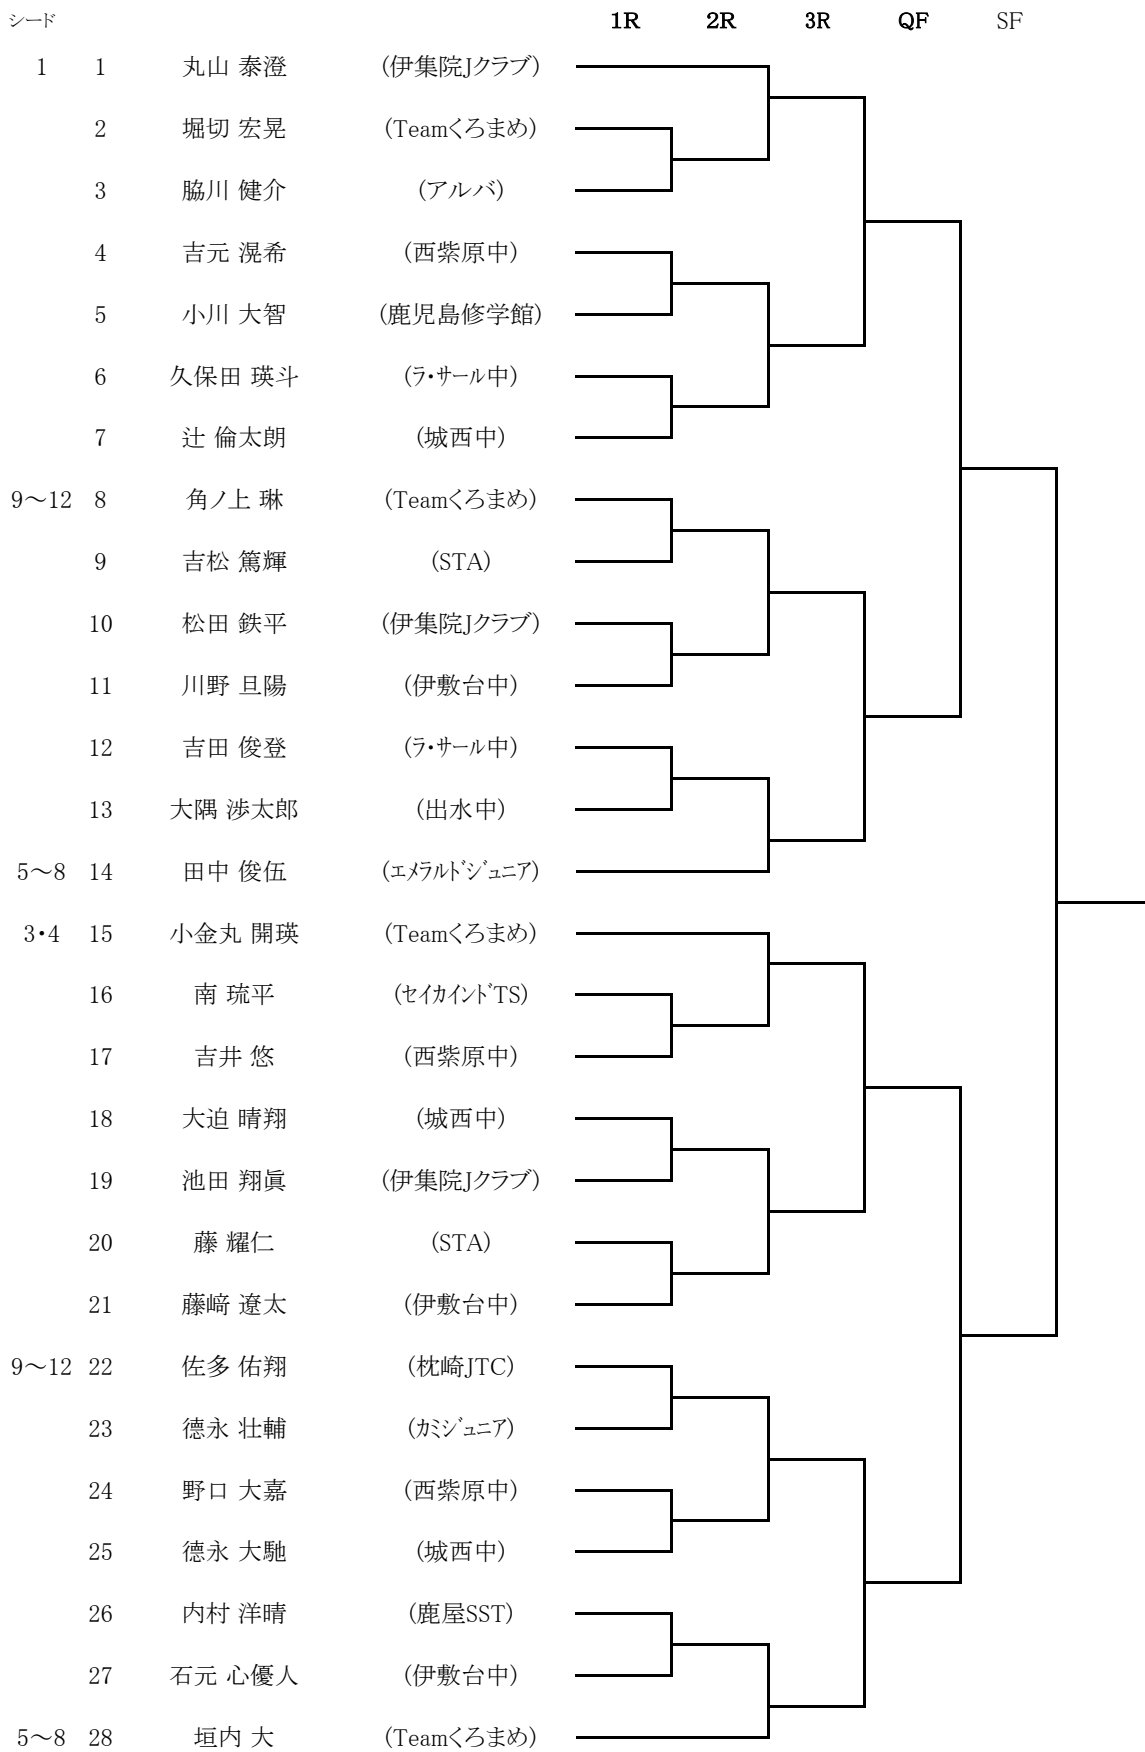 シード 1R 2R 3R QF SF
1 1 丸山 泰澄 (伊集院Jクラブ)
2 堀切 宏晃 (Teamくろまめ)
3 脇川 健介 (アルバ)
4 吉元 滉希 (西紫原中)
5 小川 大智 (鹿児島修学館)
6 久保田 瑛斗 (ラ・サール中)
7 辻 倫太朗 (城西中)
9～12 8 角ノ上 琳 (Teamくろまめ)
9 吉松 篤輝 (STA)
10 松田 鉄平 (伊集院Jクラブ)
11 川野 旦陽 (伊敷台中)
12 吉田 俊登 (ラ・サール中)
13 大隅 渉太郎 (出水中)
5～8 14 田中 俊伍 (エメラルドジュニア)
3・4 15 小金丸 開瑛 (Teamくろまめ)
16 南 琉平 (セイカインドTS)
17 吉井 悠 (西紫原中)
18 大迫 晴翔 (城西中)
19 池田 翔眞 (伊集院Jクラブ)
20 藤 耀仁 (STA)
21 藤﨑 遼太 (伊敷台中)
9～12 22 佐多 佑翔 (枕崎JTC)
23 德永 壮輔 (カミジュニア)
24 野口 大嘉 (西紫原中)
25 德永 大馳 (城西中)
26 内村 洋晴 (鹿屋SST)
27 石元 心優人 (伊敷台中)
5～8 28 垣内 大 (Teamくろまめ)